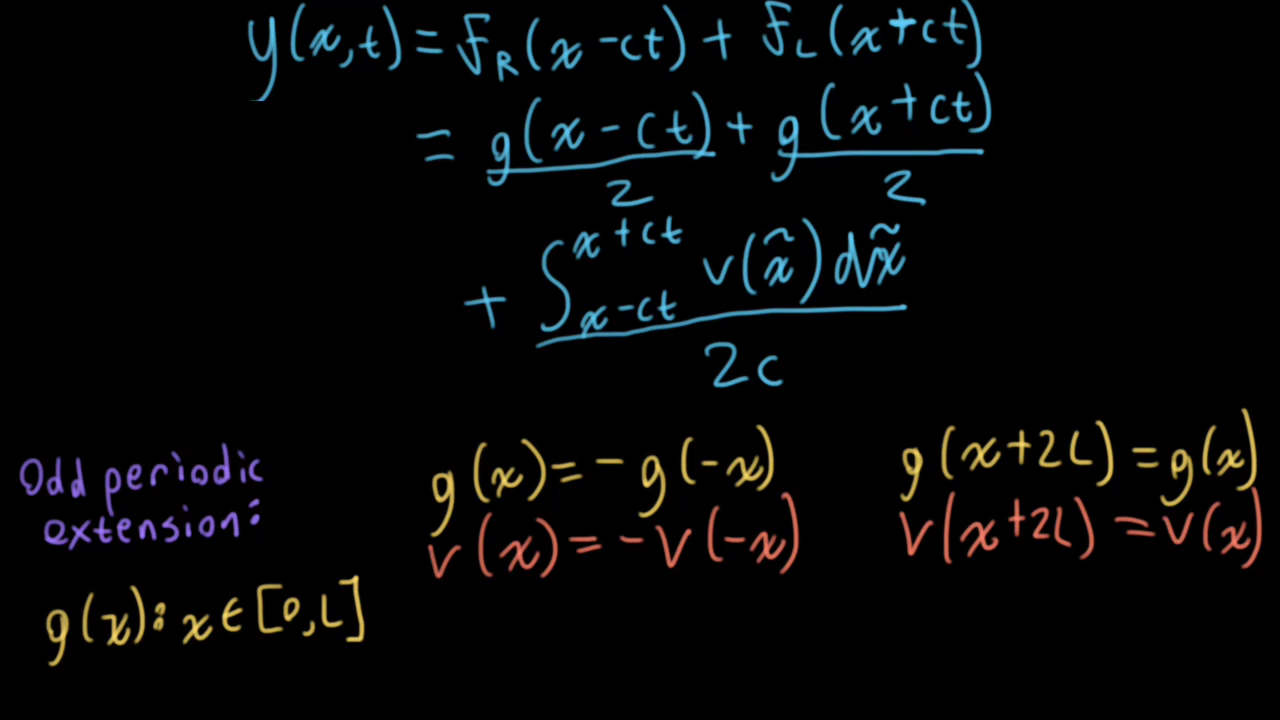 y(x,t) = F_R(x-ct) + F_L(x+ct)
= g(x-ct)/2 + g(x+ct)/2
+ ∫_{x-ct}^{x+ct} v(x̃)dx̃ / 2c
Odd periodic extension:
g(x) = -g(-x)
v(x) = -v(-x)
g(x+2L) = g(x)
v(x+2L) = v(x)
g(x): x ∈ [0,L]